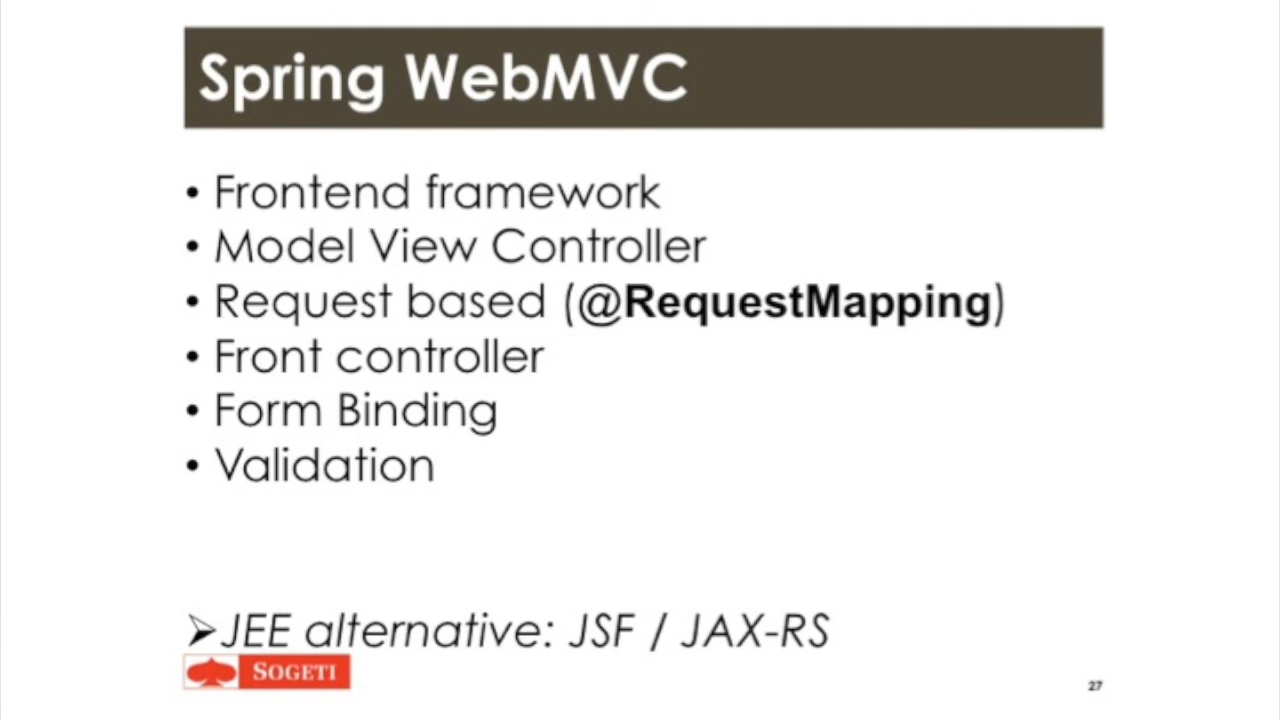 Spring WebMVC
• Frontend framework
• Model View Controller
• Request based (@RequestMapping)
• Front controller
• Form Binding
• Validation
➢JEE alternative: JSF / JAX-RS
SOGETI
27